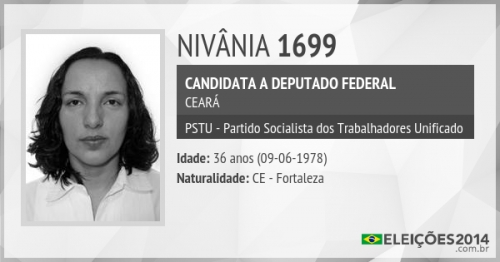 NIVÂNIA 1699
CANDIDATA A DEPUTADO FEDERAL
CEARÁ
PSTU - Partido Socialista dos Trabalhadores Unificado
Idade: 36 anos (09-06-1978)
Naturalidade: CE - Fortaleza
ELEIÇÕES2014
.com.br